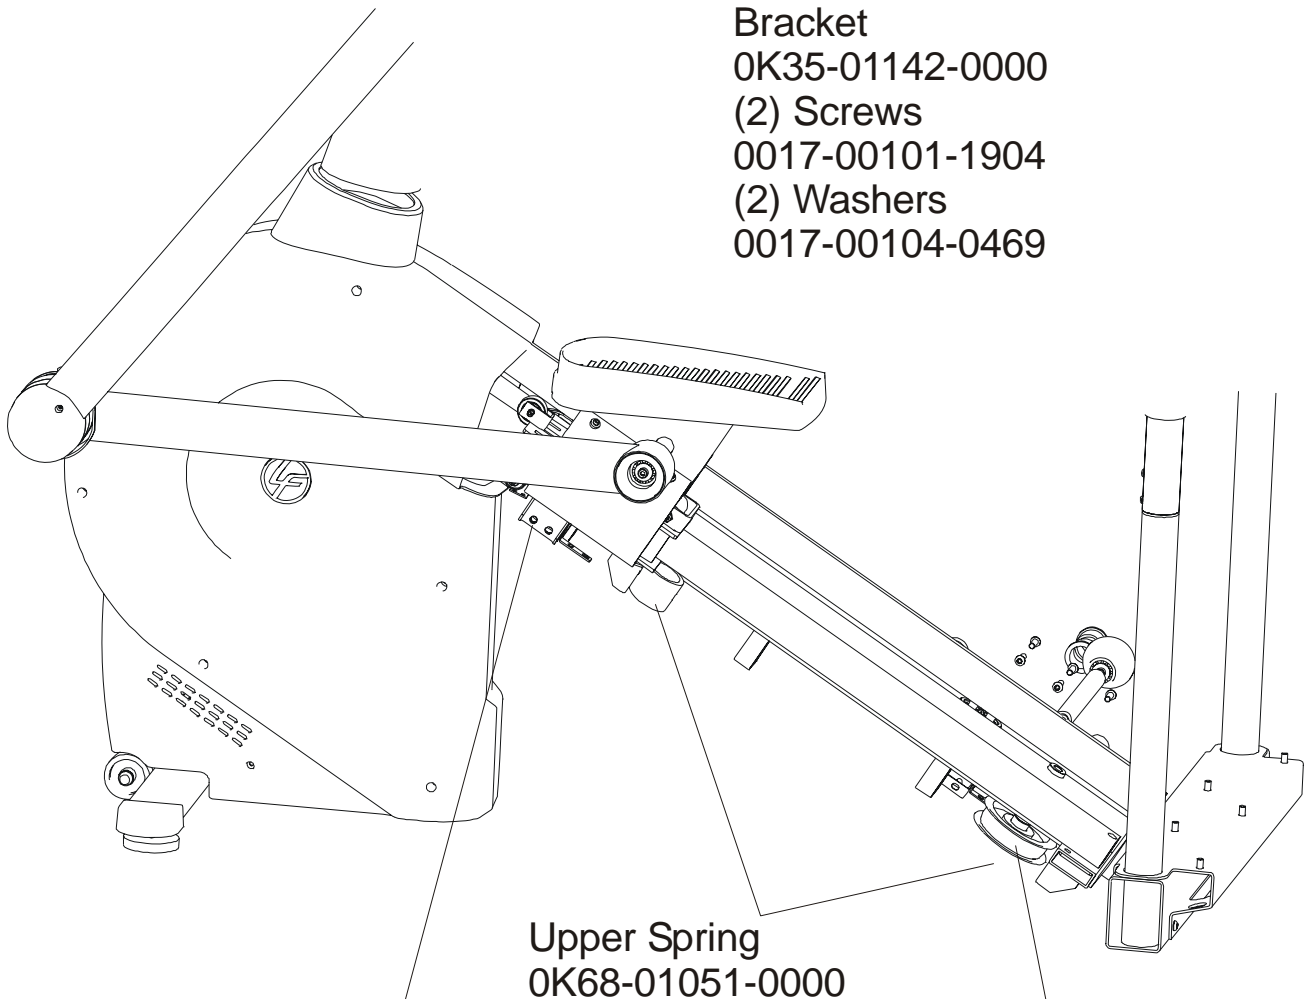 Bracket
0K35-01142-0000
(2) Screws
0017-00101-1904
(2) Washers
0017-00104-0469
LF
Upper Spring
0K68-01051-0000